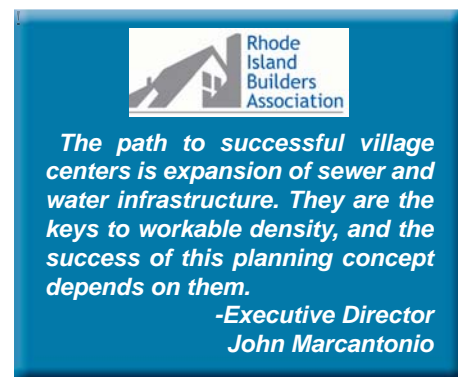 Rhode
Island
Builders
Association
The path to successful village
centers is expansion of sewer and
water infrastructure. They are the
keys to workable density, and the
success of this planning concept
depends on them.
-Executive Director
John Marcantonio